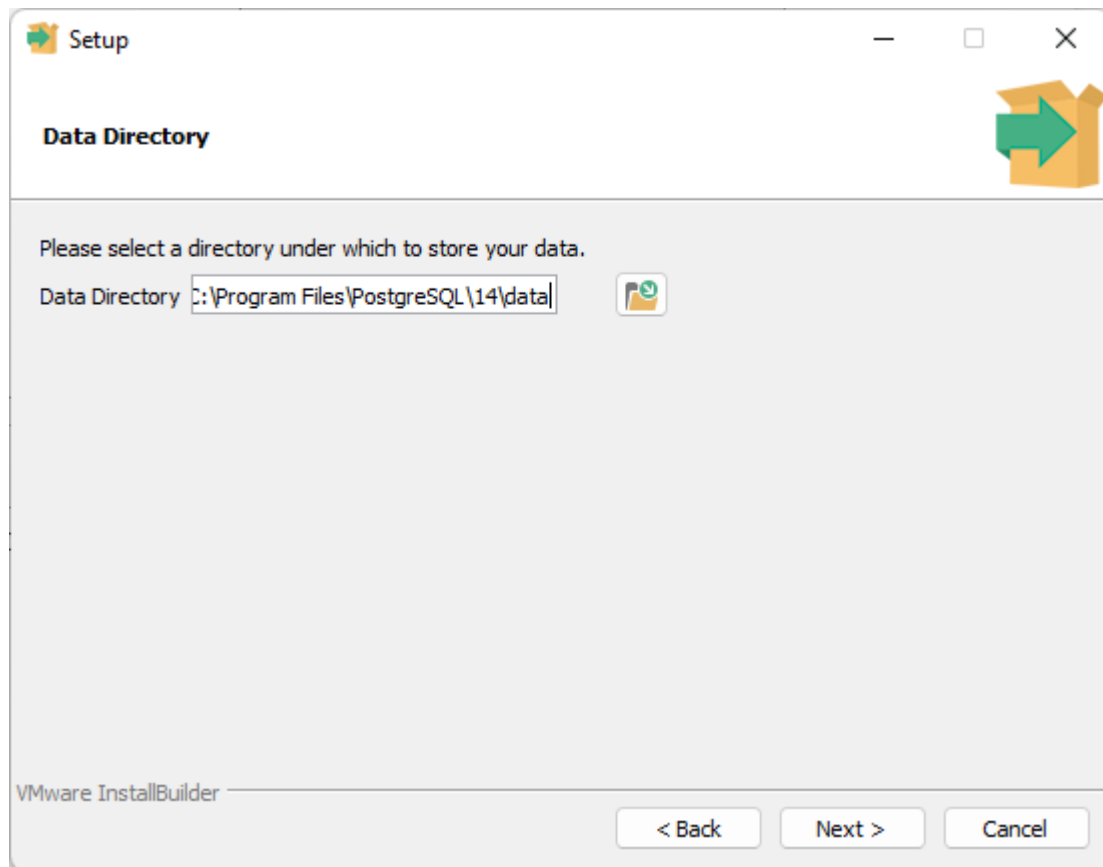 Setup
Data Directory
Please select a directory under which to store your data.
Data Directory C:\Program Files\PostgreSQL\14\data
VMware InstallBuilder
< Back Next > Cancel